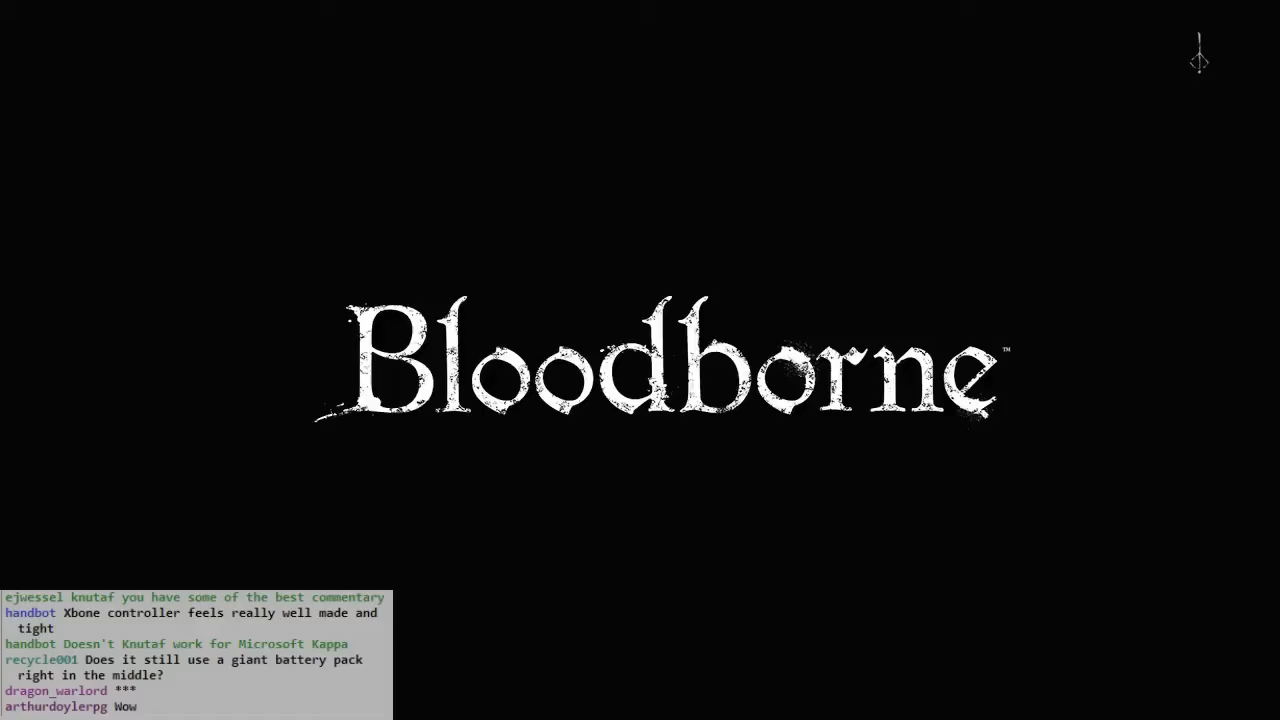 Bloodborne™
ejwessel knutaf you have some of the best commentary
handbot Xbone controller feels really well made and
tight
handbot Doesn't Knutaf work for Microsoft Kappa
recycle001 Does it still use a giant battery pack
right in the middle?
dragon_warlord ***
arthurdoylerpg Wow